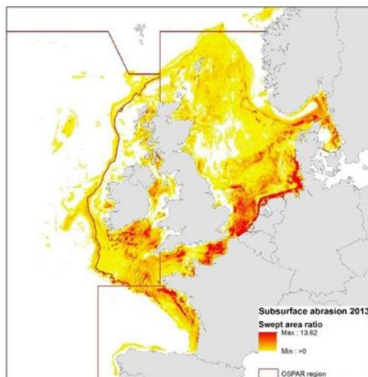 Subsurface abrasion 2013
Swept area ratio
Max : 13.62
Min : >0
OSPAR region